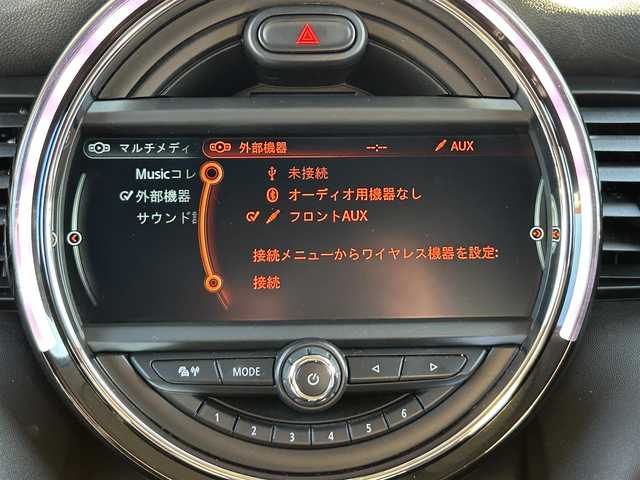 マルチメディ
外部機器
--:--
AUX
Musicコレ
外部機器
サウンド
未接続
オーディオ用機器なし
フロントAUX
接続メニューからワイヤレス機器を設定:
接続
MODE
1 2 3 4 5 6